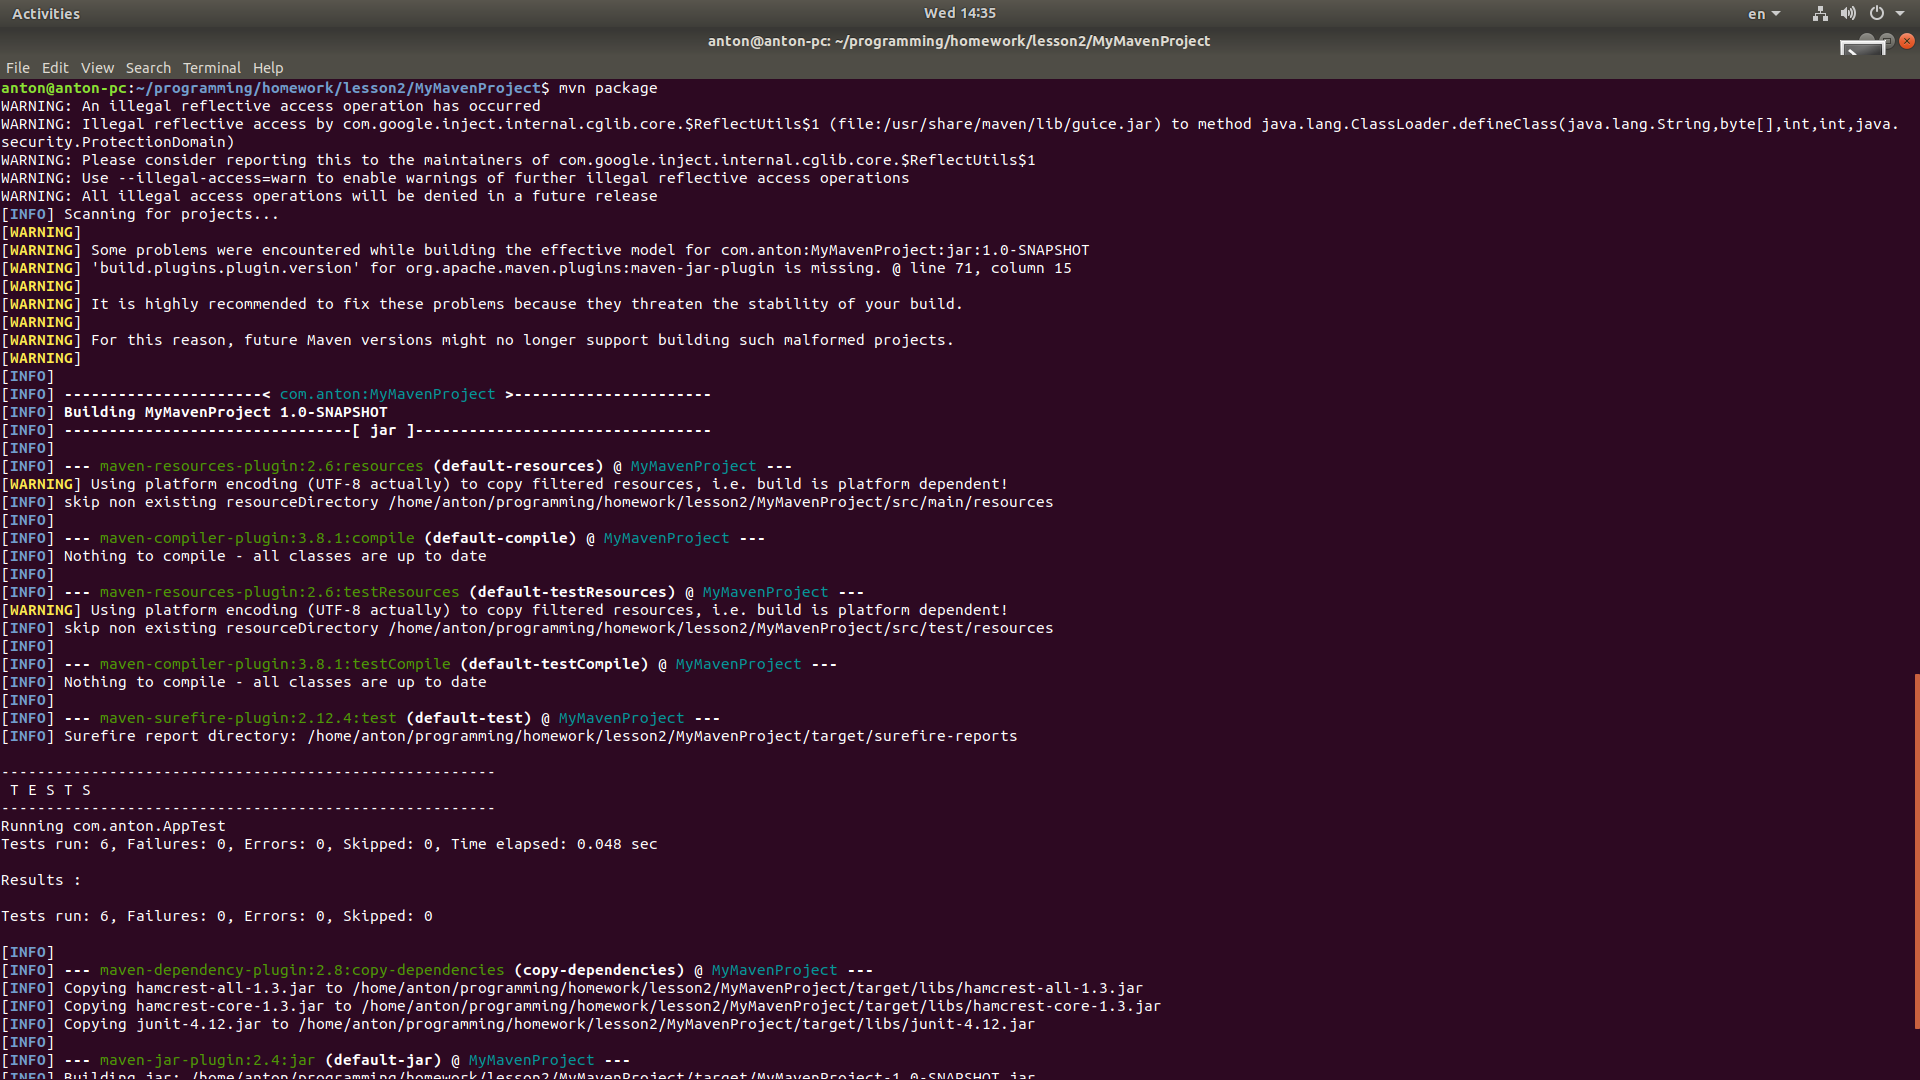 Activities
Wed 14:35
en
anton@anton-pc: ~/programming/homework/lesson2/MyMavenProject
File Edit View Search Terminal Help
anton@anton-pc:~/programming/homework/lesson2/MyMavenProject$ mvn package
WARNING: An illegal reflective access operation has occurred
WARNING: Illegal reflective access by com.google.inject.internal.cglib.core.$ReflectUtils$1 (file:/usr/share/maven/lib/guice.jar) to method java.lang.ClassLoader.defineClass(java.lang.String,byte[],int,int,java.
security.ProtectionDomain)
WARNING: Please consider reporting this to the maintainers of com.google.inject.internal.cglib.core.$ReflectUtils$1
WARNING: Use --illegal-access=warn to enable warnings of further illegal reflective access operations
WARNING: All illegal access operations will be denied in a future release
[INFO] Scanning for projects...
[WARNING]
[WARNING] Some problems were encountered while building the effective model for com.anton:MyMavenProject:jar:1.0-SNAPSHOT
[WARNING] 'build.plugins.plugin.version' for org.apache.maven.plugins:maven-jar-plugin is missing. @ line 71, column 15
[WARNING]
[WARNING] It is highly recommended to fix these problems because they threaten the stability of your build.
[WARNING]
[WARNING] For this reason, future Maven versions might no longer support building such malformed projects.
[WARNING]
[INFO]
[INFO] ----------------------< com.anton:MyMavenProject >----------------------
[INFO] Building MyMavenProject 1.0-SNAPSHOT
[INFO] --------------------------------[ jar ]---------------------------------
[INFO]
[INFO] --- maven-resources-plugin:2.6:resources (default-resources) @ MyMavenProject ---
[WARNING] Using platform encoding (UTF-8 actually) to copy filtered resources, i.e. build is platform dependent!
[INFO] skip non existing resourceDirectory /home/anton/programming/homework/lesson2/MyMavenProject/src/main/resources
[INFO]
[INFO] --- maven-compiler-plugin:3.8.1:compile (default-compile) @ MyMavenProject ---
[INFO] Nothing to compile - all classes are up to date
[INFO]
[INFO] --- maven-resources-plugin:2.6:testResources (default-testResources) @ MyMavenProject ---
[WARNING] Using platform encoding (UTF-8 actually) to copy filtered resources, i.e. build is platform dependent!
[INFO] skip non existing resourceDirectory /home/anton/programming/homework/lesson2/MyMavenProject/src/test/resources
[INFO]
[INFO] --- maven-compiler-plugin:3.8.1:testCompile (default-testCompile) @ MyMavenProject ---
[INFO] Nothing to compile - all classes are up to date
[INFO]
[INFO] --- maven-surefire-plugin:2.12.4:test (default-test) @ MyMavenProject ---
[INFO] Surefire report directory: /home/anton/programming/homework/lesson2/MyMavenProject/target/surefire-reports
-------------------------------------------------------
T E S T S
-------------------------------------------------------
Running com.anton.AppTest
Tests run: 6, Failures: 0, Errors: 0, Skipped: 0, Time elapsed: 0.048 sec
Results :
Tests run: 6, Failures: 0, Errors: 0, Skipped: 0
[INFO]
[INFO] --- maven-dependency-plugin:2.8:copy-dependencies (copy-dependencies) @ MyMavenProject ---
[INFO] Copying hamcrest-all-1.3.jar to /home/anton/programming/homework/lesson2/MyMavenProject/target/libs/hamcrest-all-1.3.jar
[INFO] Copying hamcrest-core-1.3.jar to /home/anton/programming/homework/lesson2/MyMavenProject/target/libs/hamcrest-core-1.3.jar
[INFO] Copying junit-4.12.jar to /home/anton/programming/homework/lesson2/MyMavenProject/target/libs/junit-4.12.jar
[INFO]
[INFO] --- maven-jar-plugin:2.4:jar (default-jar) @ MyMavenProject ---
[INFO] Building jar: /home/anton/programming/homework/lesson2/MyMavenProject/target/MyMavenProject-1.0-SNAPSHOT.jar